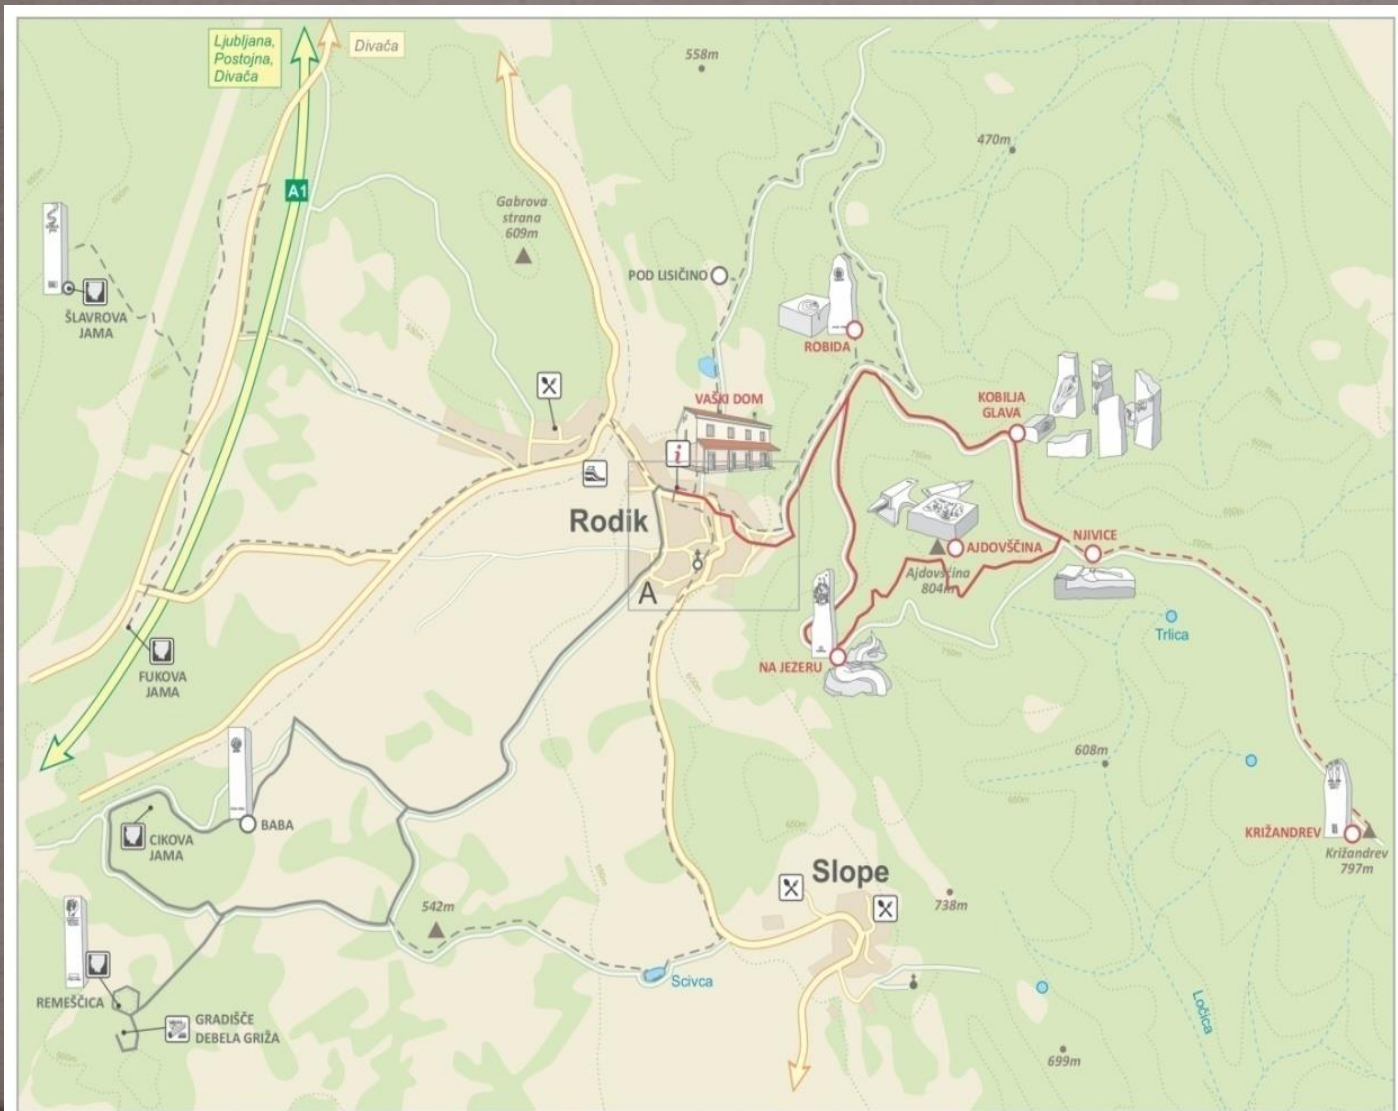 Ljubljana,
Postojna,
Divača
Divača
558m
470m
A1
Gabrova
strana
609m
POD LISIČINO
ŠLAVROVA
JAMA
ROBIDA
VAŠKI DOM
KOBILJA
GLAVA
i
Rodik
AJDOVŠČINA
NJIVICE
Ajdovščina
804m
A
Trlica
NA JEZERU
FUKOVA
JAMA
608m
BABA
CIKOVA
JAMA
KRIŽANDREV
Križandrev
797m
Slope
542m
738m
Scivca
REMEŠČICA
GRADIŠČE
DEBELA GRIŽA
Ločica
699m